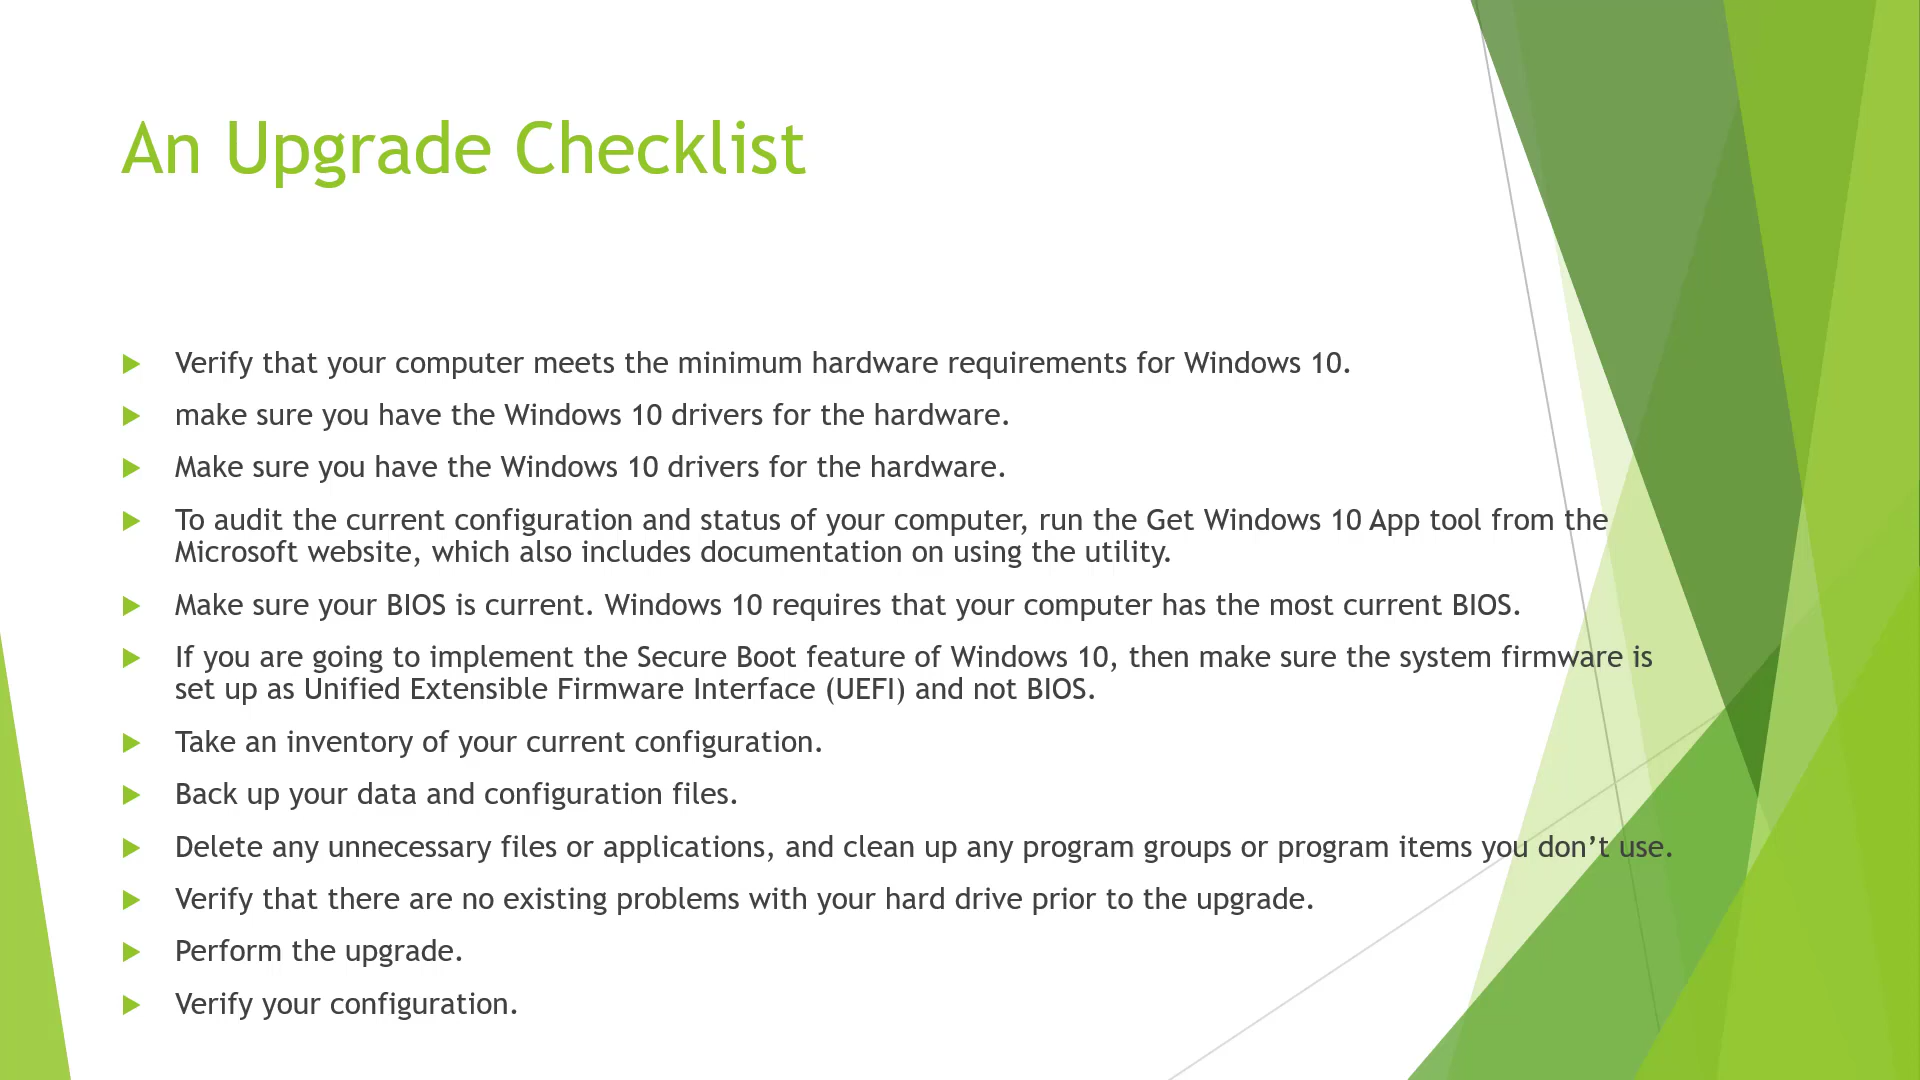 An Upgrade Checklist
Verify that your computer meets the minimum hardware requirements for Windows 10.
make sure you have the Windows 10 drivers for the hardware.
Make sure you have the Windows 10 drivers for the hardware.
To audit the current configuration and status of your computer, run the Get Windows 10 App tool from the
Microsoft website, which also includes documentation on using the utility.
Make sure your BIOS is current. Windows 10 requires that your computer has the most current BIOS.
If you are going to implement the Secure Boot feature of Windows 10, then make sure the system firmware is
set up as Unified Extensible Firmware Interface (UEFI) and not BIOS.
Take an inventory of your current configuration.
Back up your data and configuration files.
Delete any unnecessary files or applications, and clean up any program groups or program items you don’t use.
Verify that there are no existing problems with your hard drive prior to the upgrade.
Perform the upgrade.
Verify your configuration.